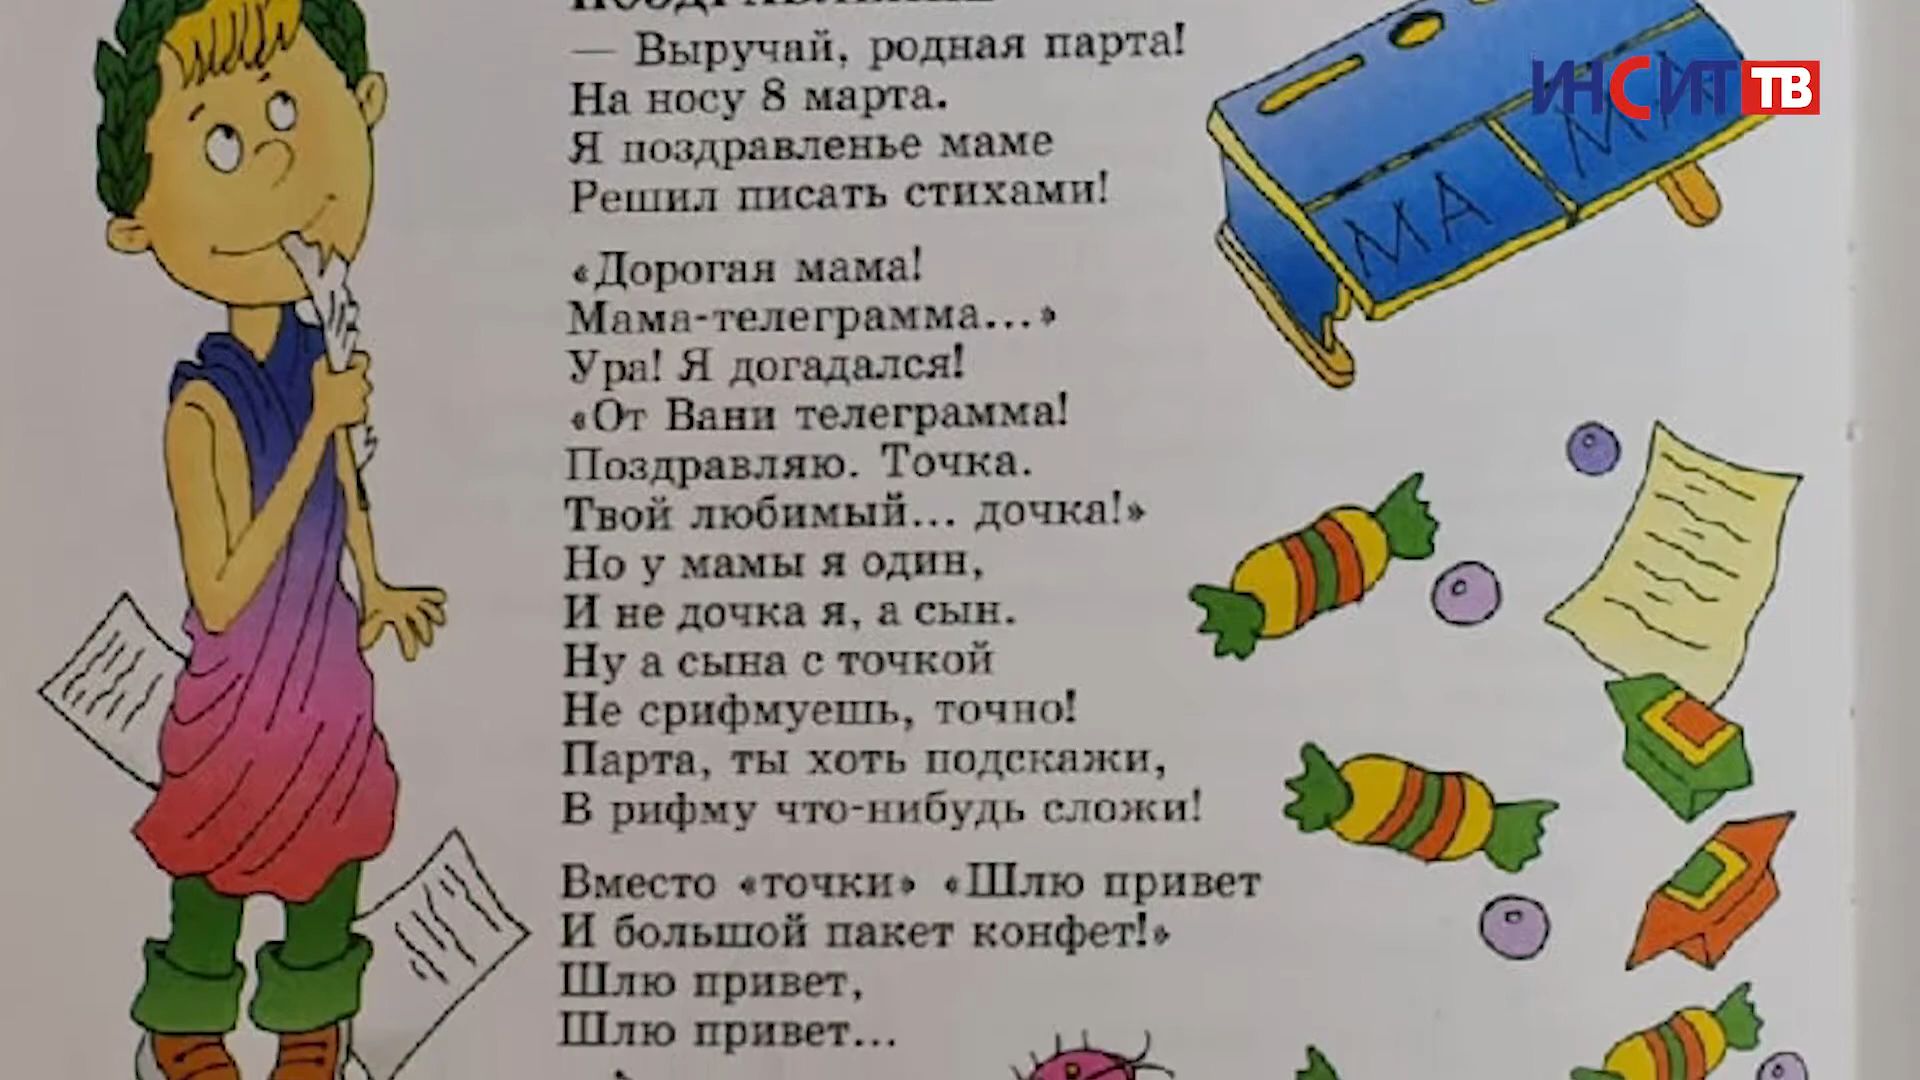 — Выручай, родная парта!
На носу 8 марта.
Я поздравленье маме
Решил писать стихами!
«Дорогая мама!
Мама-телеграмма...»
Ура! Я догадался!
«От Вани телеграмма!
Поздравляю. Точка.
Твой любимый... дочка!»
Но у мамы я один,
И не дочка я, а сын.
Ну а сына с точкой
Не срифмуешь, точно!
Парта, ты хоть подскажи,
В рифму что-нибудь сложи!
Вместо «точки» «Шлю привет
И большой пакет конфет!»
Шлю привет,
Шлю привет...
ИНСИТ ТВ
МА МА